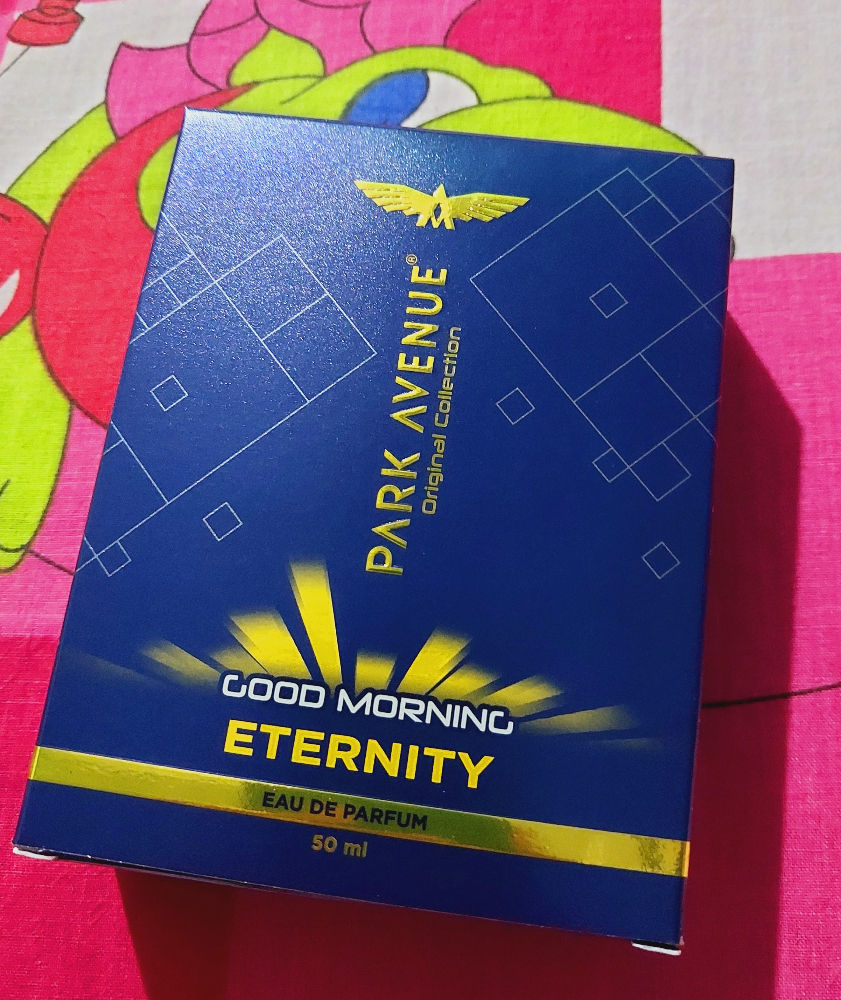 PARK AVENUE®
Original Collection
GOOD MORNING
ETERNITY
EAU DE PARFUM
50 ml